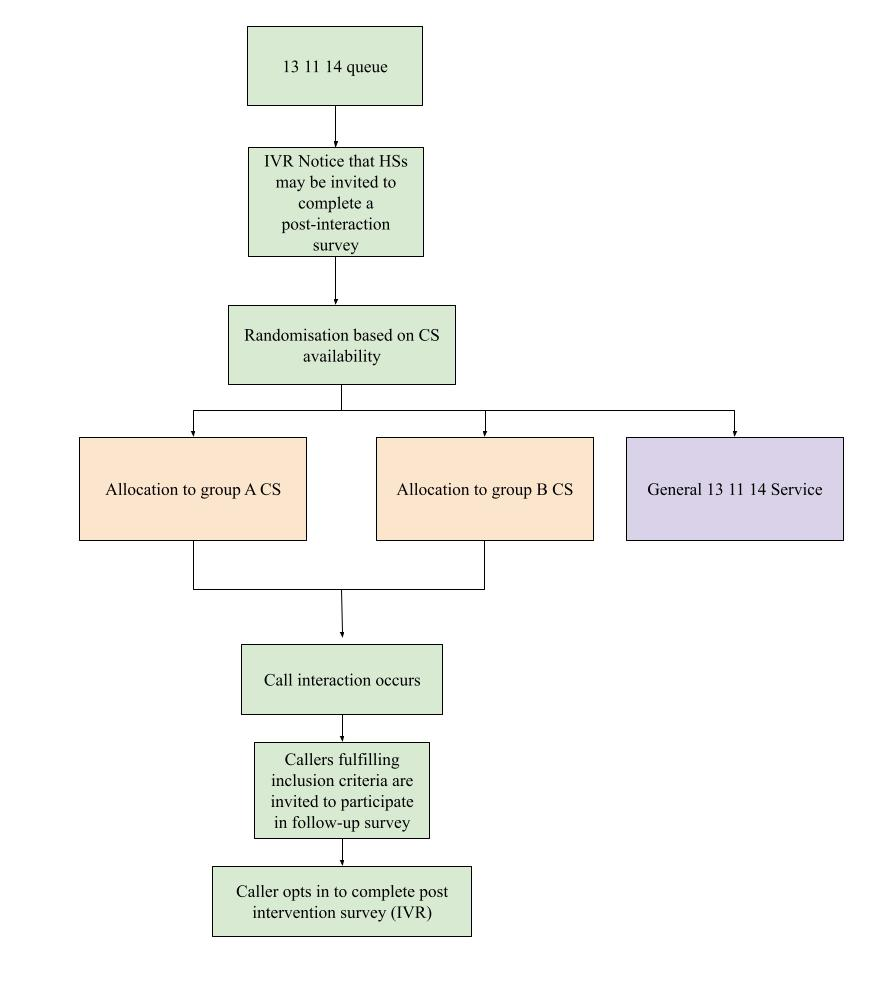 13 11 14 queue
IVR Notice that HSs
may be invited to
complete a
post-interaction
survey
Randomisation based on CS
availability
Allocation to group A CS
Allocation to group B CS
General 13 11 14 Service
Call interaction occurs
Callers fulfilling
inclusion criteria are
invited to participate
in follow-up survey
Caller opts in to complete post
intervention survey (IVR)